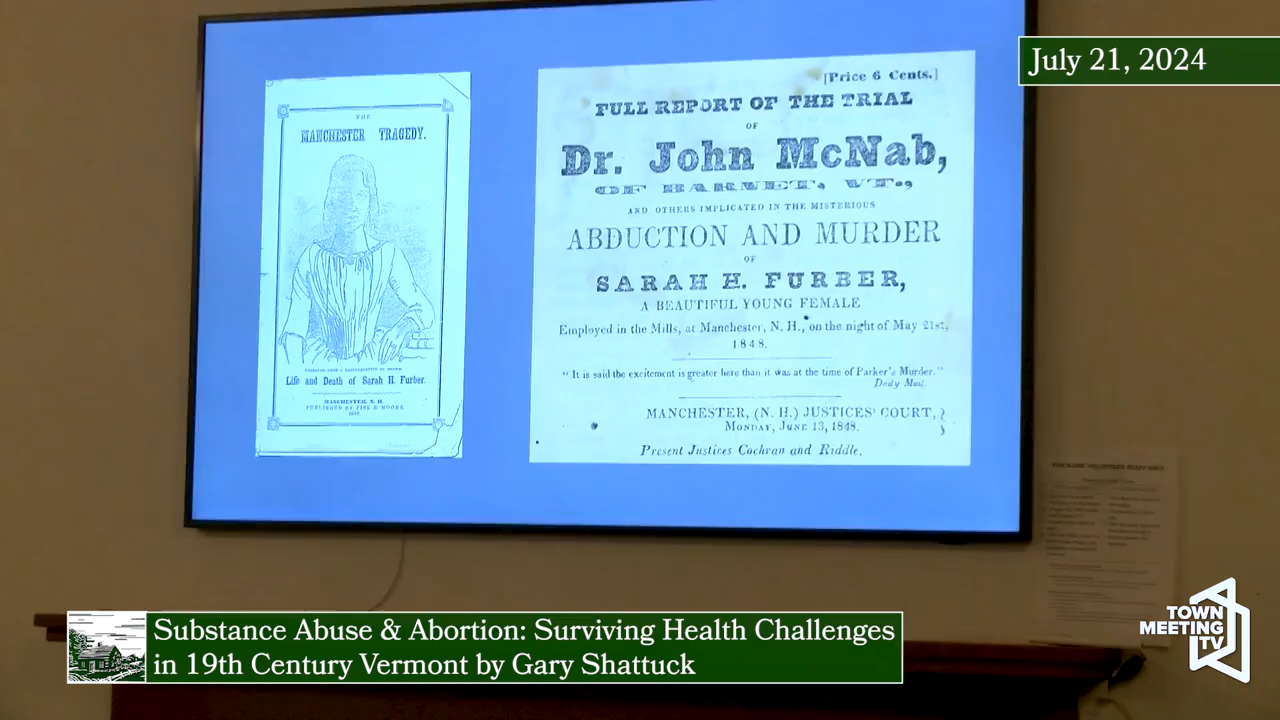 July 21, 2024
THE
MANCHESTER TRAGEDY.
Life and Death of Sarah H. Furber.
MANCHESTER, N. H.
PUBLISHED BY FISK & MOORE
[Price 6 Cents.]
FULL REPORT OF THE TRIAL
OF
Dr. John McNab,
OF BARNET, VT.,
AND OTHERS IMPLICATED IN THE MISTERIOUS
ABDUCTION AND MURDER
OF
SARAH H. FURBER,
A BEAUTIFUL YOUNG FEMALE
Employed in the Mills, at Manchester, N. H., on the night of May 21st,
1848.
"It is said the excitement is greater here than it was at the time of Parker's Murder."
Daily Mail.
MANCHESTER, (N. H.) JUSTICES' COURT,
MONDAY, JUNE 13, 1848.
Present Justices Cochran and Riddle.
Substance Abuse & Abortion: Surviving Health Challenges
in 19th Century Vermont by Gary Shattuck
TOWN
MEETING
TV